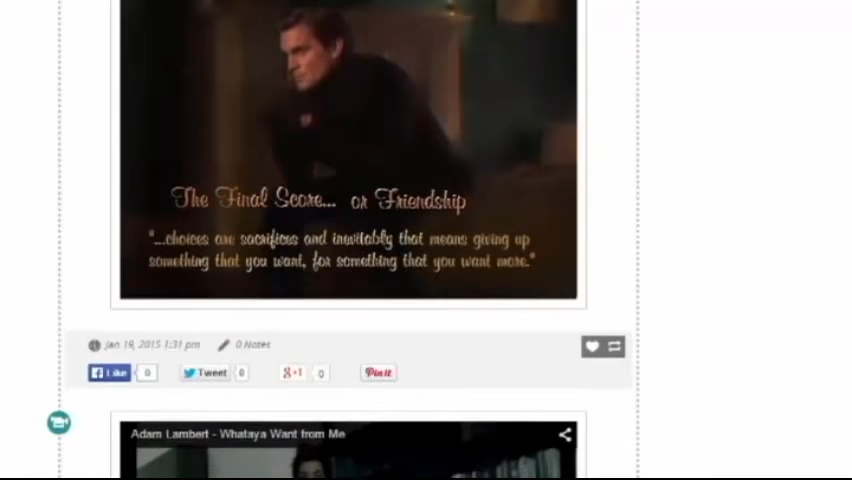 The Final Score... or Friendship
"...choices are sacrifices and inevitably that means giving up
something that you want, for something that you want more."
Jan 19, 2015 1:31 pm 0 Notes
Like 0 Tweet 0 g+1 0 Pinit
Adam Lambert - Whataya Want from Me